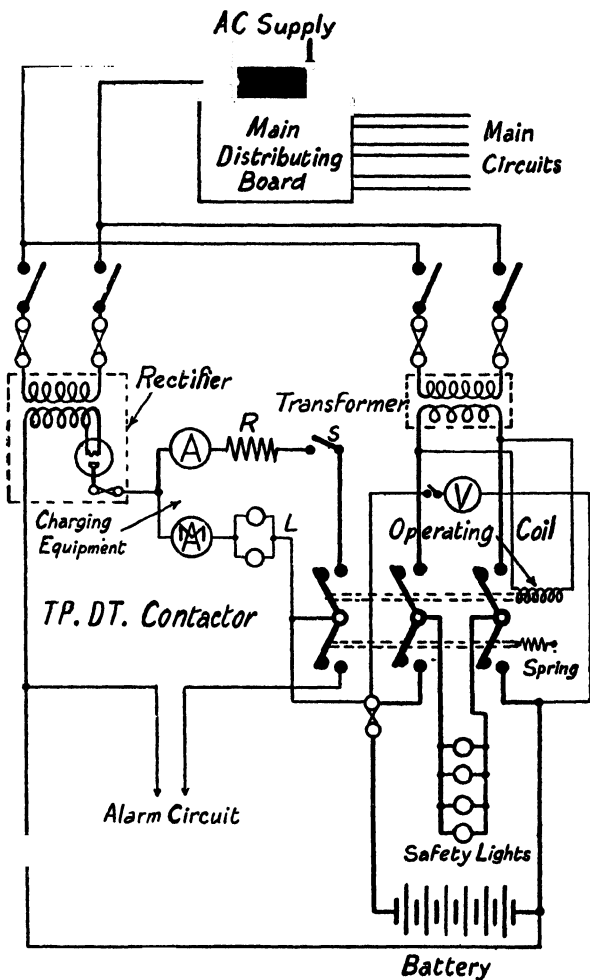 AC Supply
Main
Distributing
Board
Main
Circuits
Rectifier
Transformer
A
R
S
V
Charging
Equipment
MA
L
Operating
Coil
TP. DT. Contactor
Spring
Alarm Circuit
Safety Lights
Battery